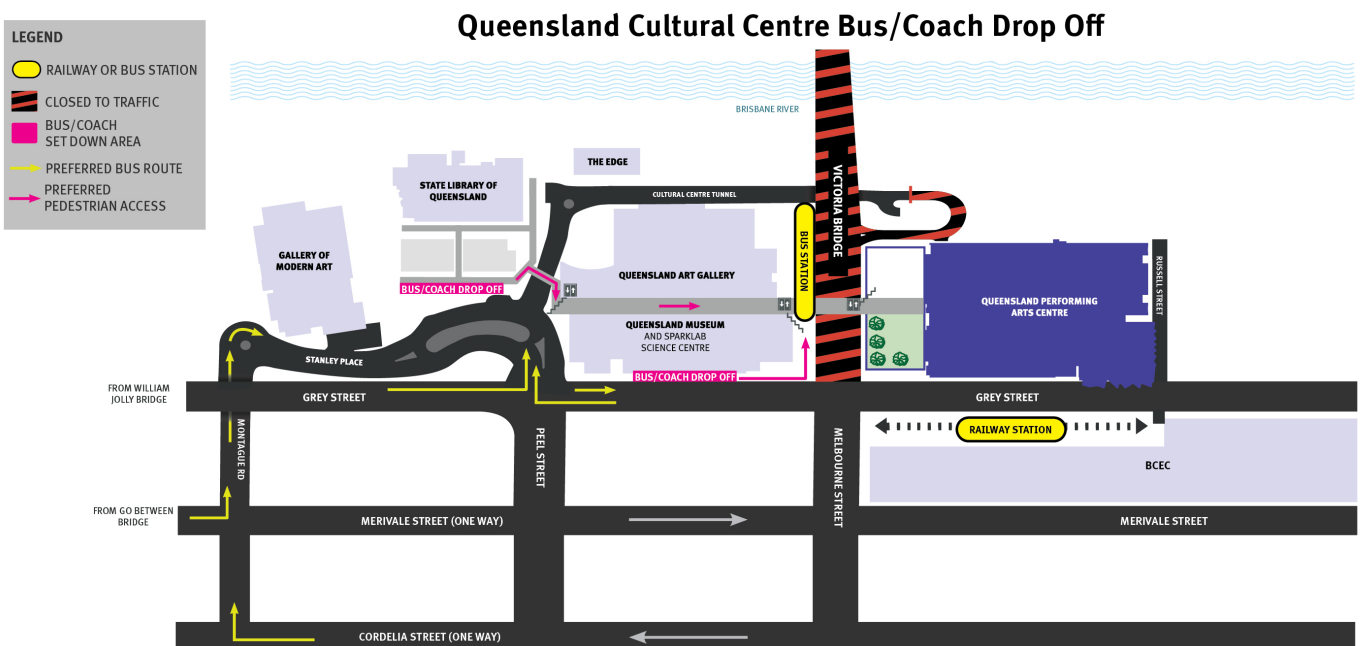 Queensland Cultural Centre Bus/Coach Drop Off
LEGEND
RAILWAY OR BUS STATION
CLOSED TO TRAFFIC
BUS/COACH
SET DOWN AREA
PREFERRED BUS ROUTE
PREFERRED
PEDESTRIAN ACCESS
BRISBANE RIVER
THE EDGE
STATE LIBRARY OF
QUEENSLAND
CULTURAL CENTRE TUNNEL
VICTORIA BRIDGE
BUS STATION
GALLERY OF
MODERN ART
QUEENSLAND ART GALLERY
BUS/COACH DROP OFF
QUEENSLAND PERFORMING
ARTS CENTRE
RUSSELL STREET
QUEENSLAND MUSEUM
AND SPARKLAB
SCIENCE CENTRE
STANLEY PLACE
BUS/COACH DROP OFF
FROM WILLIAM
JOLLY BRIDGE
GREY STREET
GREY STREET
RAILWAY STATION
MONTAGUE RD
PEEL STREET
MELBOURNE STREET
BCEC
FROM GO BETWEEN
BRIDGE
MERIVALE STREET (ONE WAY)
MERIVALE STREET
CORDELIA STREET (ONE WAY)